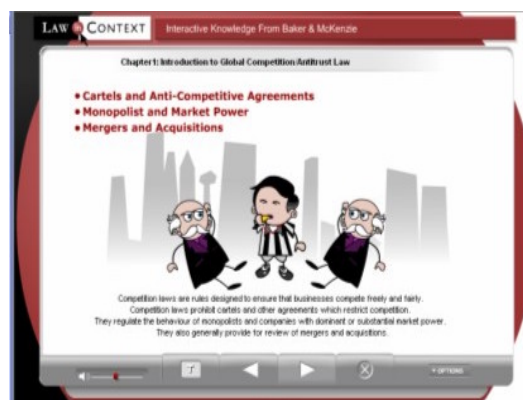 LAW in CONTEXT Interactive Knowledge From Baker & McKenzie
Chapter1: Introduction to Global Competition/Antitrust Law
• Cartels and Anti-Competitive Agreements
• Monopolist and Market Power
• Mergers and Acquisitions
Competition laws are rules designed to ensure that businesses compete freely and fairly.
Competition laws prohibit cartels and other agreements which restrict competition.
They regulate the behaviour of monopolists and companies with dominant or substantial market power.
They also generally provide for review of mergers and acquisitions.
T
OPTIONS